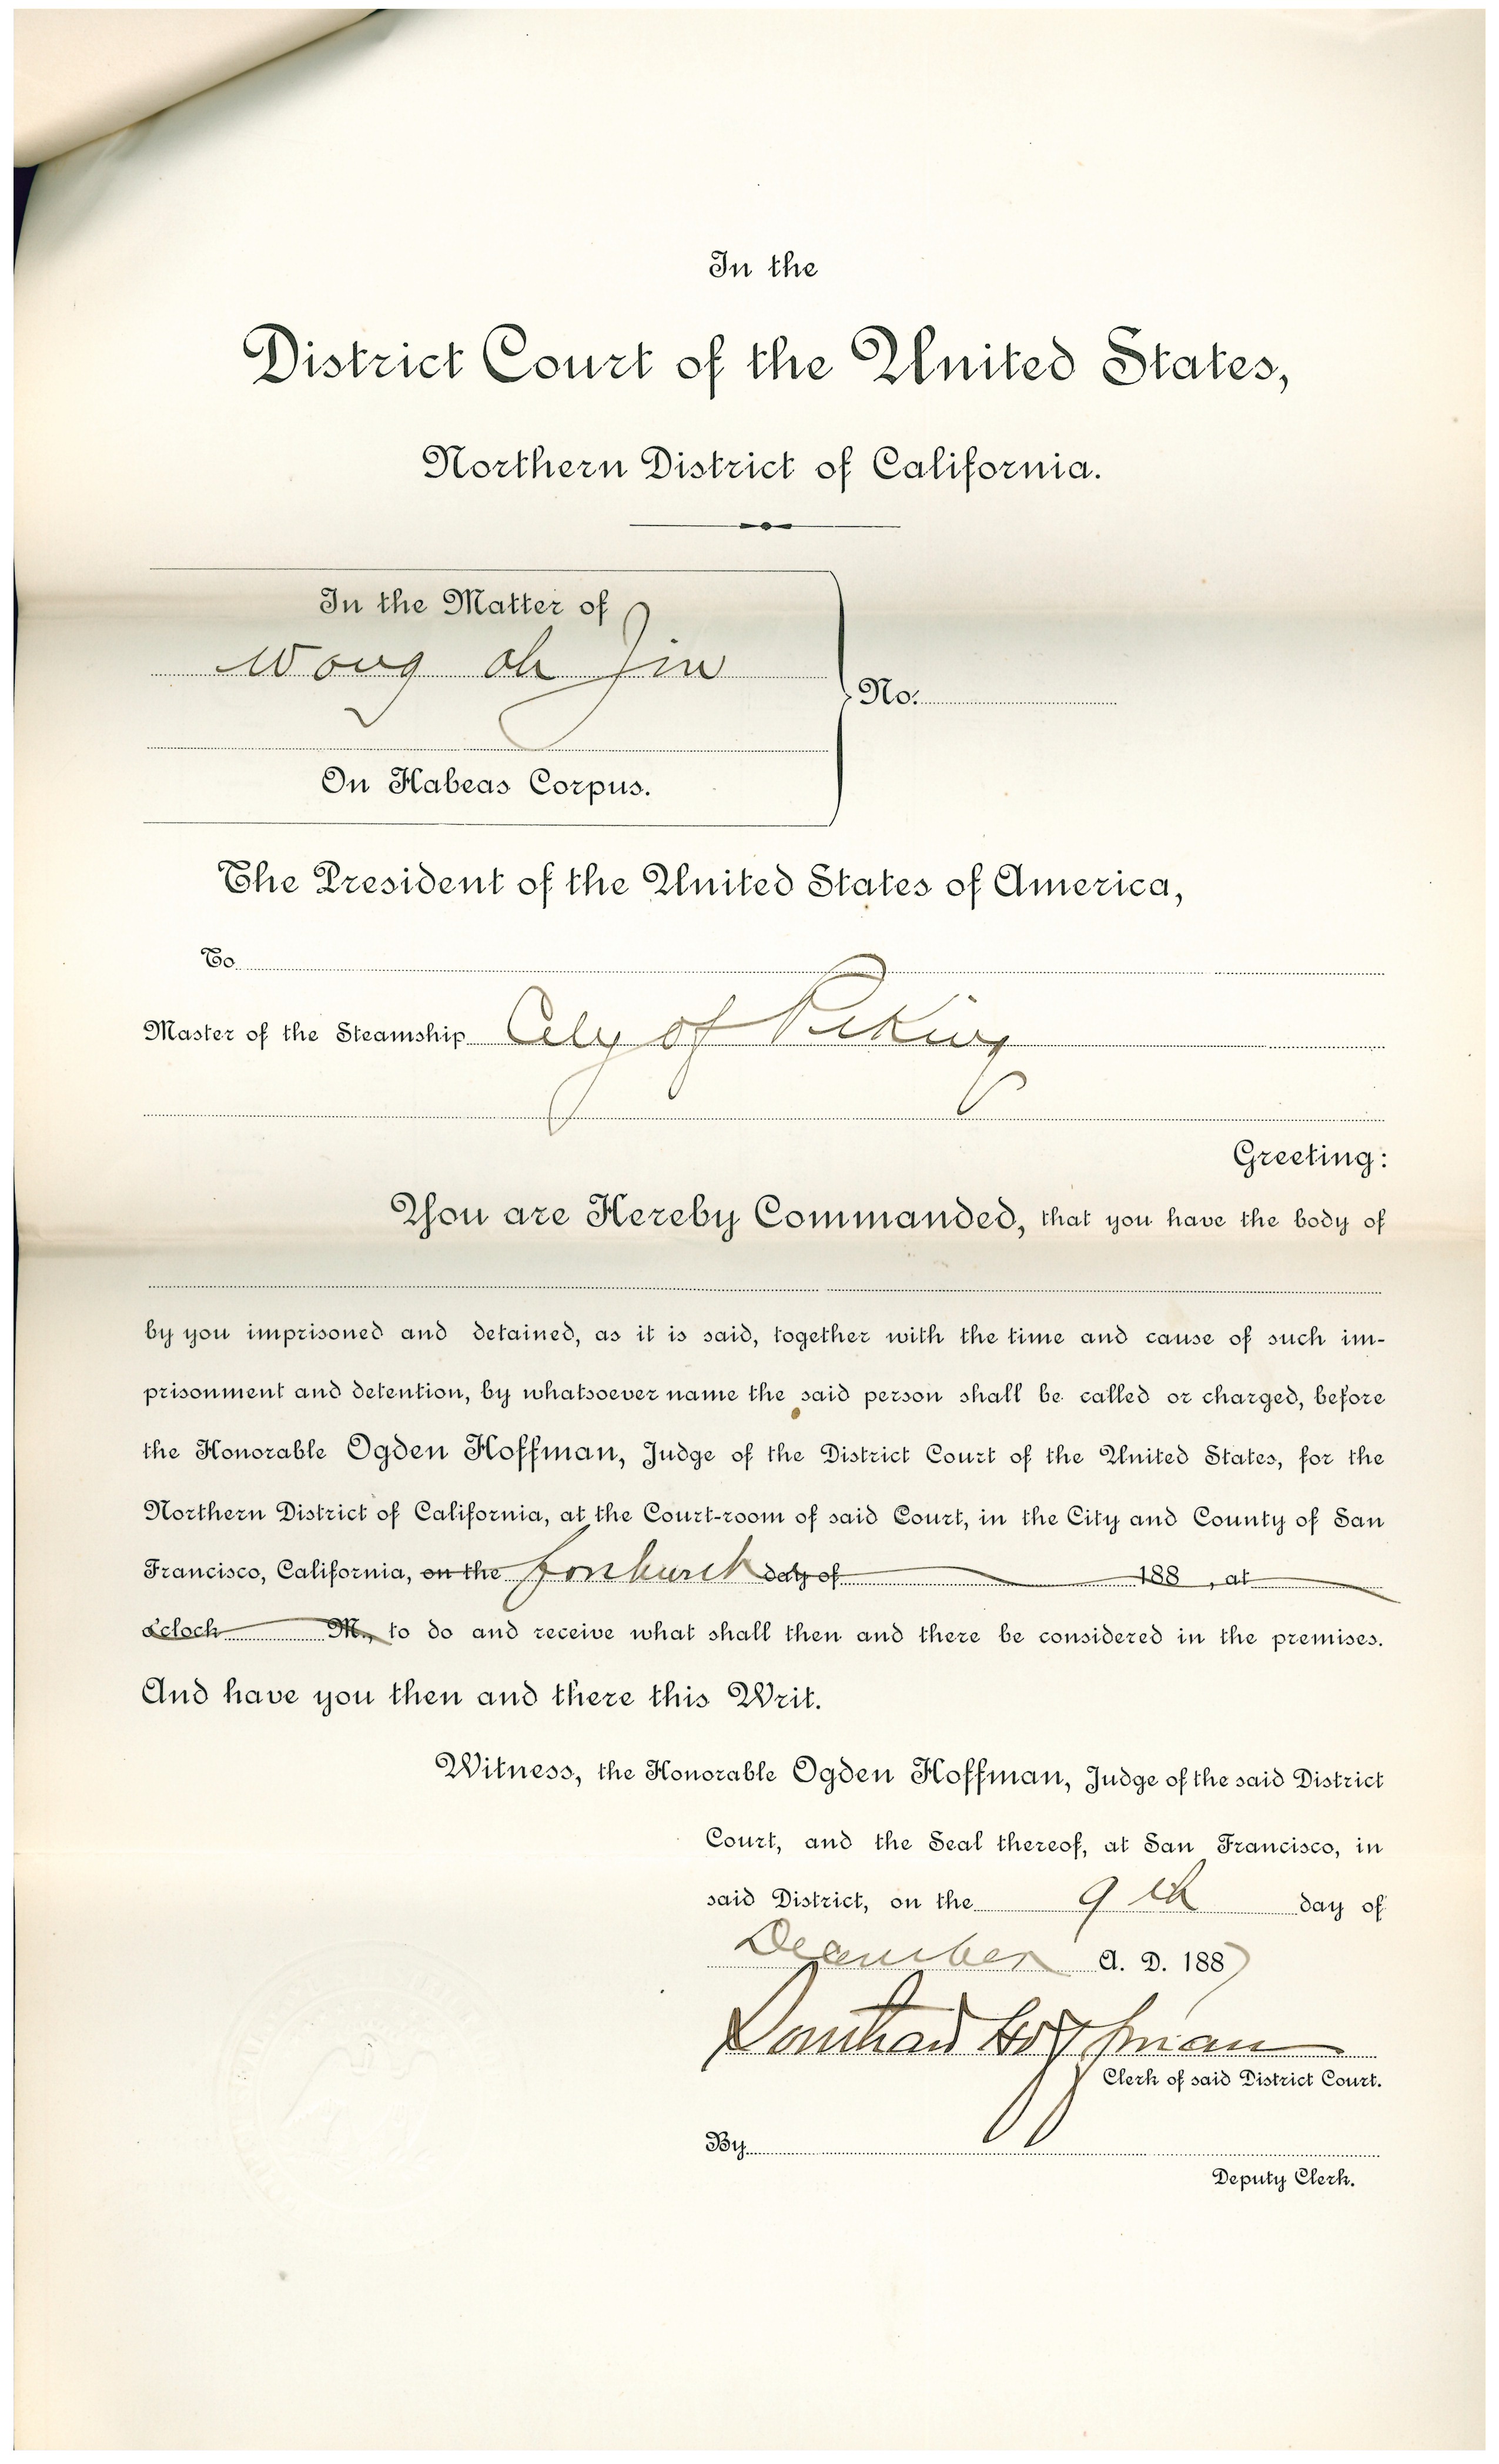 In the
District Court of the United States,
Northern District of California.
In the Matter of
Wong Ah Jin
No.
On Habeas Corpus.
The President of the United States of America,
To
Master of the Steamship City of Peking
Greeting:
You are Hereby Commanded, that you have the body of
by you imprisoned and detained, as it is said, together with the time and cause of such im-
prisonment and detention, by whatsoever name the said person shall be called or charged, before
the Honorable Ogden Hoffman, Judge of the District Court of the United States, for the
Northern District of California, at the Court-room of said Court, in the City and County of San
Francisco, California, on the forthwith day of 188 , at
o'clock M., to do and receive what shall then and there be considered in the premises.
And have you then and there this Writ.
Witness, the Honorable Ogden Hoffman, Judge of the said District
Court, and the Seal thereof, at San Francisco, in
said District, on the 9th day of
December A. D. 1887
Southard Hoffman
Clerk of said District Court.
By
Deputy Clerk.